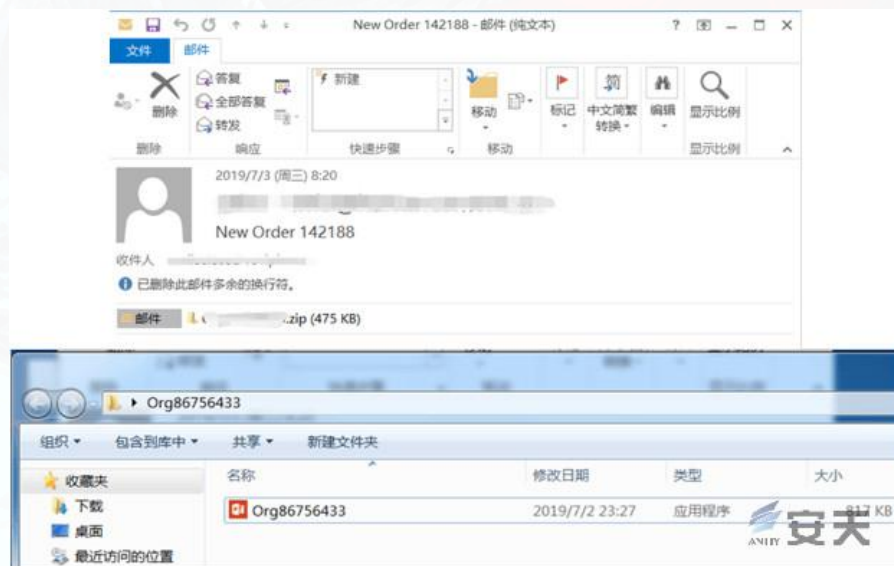 New Order 142188 - 邮件 (纯文本)
文件 邮件
删除
答复
全部答复
转发
新建
移动
标记
中文简繁转换
编辑
显示比例
删除 响应 快速步骤 移动 显示比例
2019/7/3 (周三) 8:20
New Order 142188
收件人
已删除此邮件多余的换行符。
邮件 .zip (475 KB)
Org86756433
组织 包含到库中 共享 新建文件夹
收藏夹
下载
桌面
最近访问的位置
名称 修改日期 类型 大小
Org86756433 2019/7/2 23:27 应用程序 817 KB
ANTIY 安天